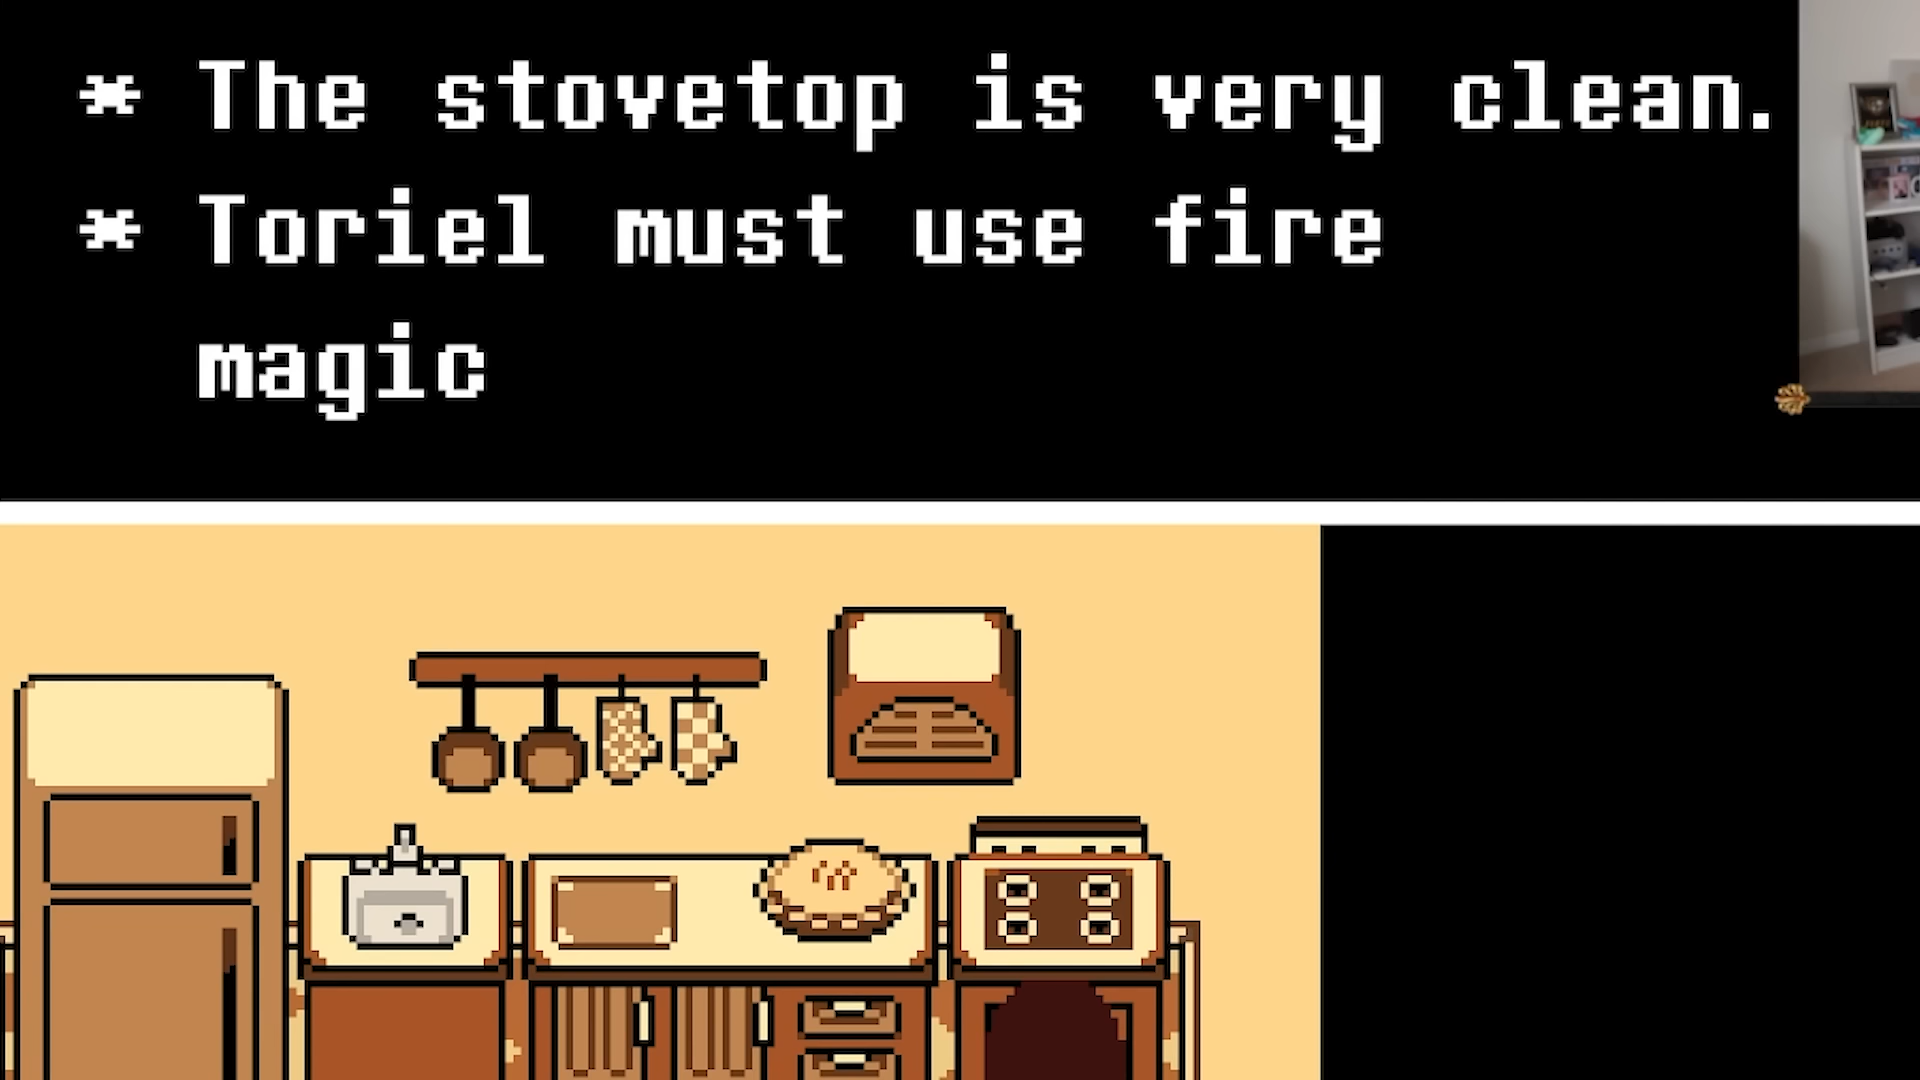 * The stovetop is very clean.
* Toriel must use fire
magic